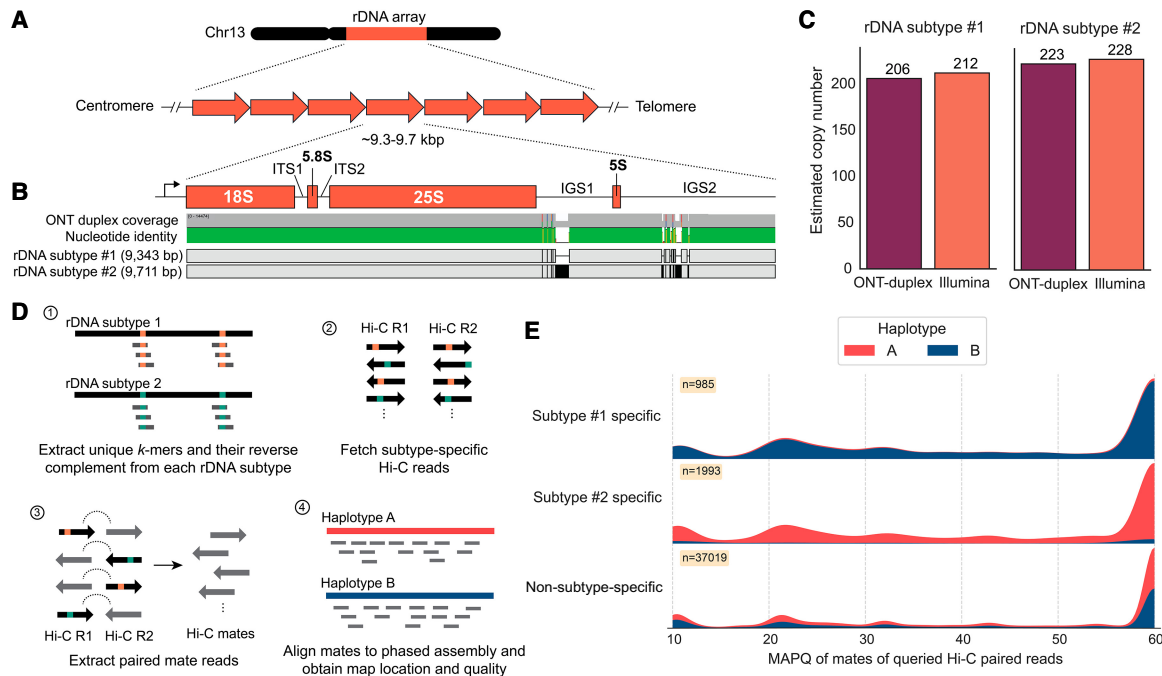 A
rDNA array
Chr13
Centromere
Telomere
~9.3-9.7 kbp
B
ITS1
5.8S
ITS2
5S
18S
25S
IGS1
IGS2
ONT duplex coverage
[0 - 14474]
Nucleotide identity
rDNA subtype #1 (9,343 bp)
rDNA subtype #2 (9,711 bp)
C
rDNA subtype #1
rDNA subtype #2
Estimated copy number
200
150
100
50
0
206
212
223
228
ONT-duplex
Illumina
ONT-duplex
Illumina
D
1
rDNA subtype 1
rDNA subtype 2
Extract unique k-mers and their reverse
complement from each rDNA subtype
2
Hi-C R1
Hi-C R2
Fetch subtype-specific
Hi-C reads
3
Hi-C R1
Hi-C R2
Hi-C mates
Extract paired mate reads
4
Haplotype A
Haplotype B
Align mates to phased assembly and
obtain map location and quality
E
Haplotype
A
B
n=985
Subtype #1 specific
n=1993
Subtype #2 specific
n=37019
Non-subtype-specific
10
20
30
40
50
60
MAPQ of mates of queried Hi-C paired reads